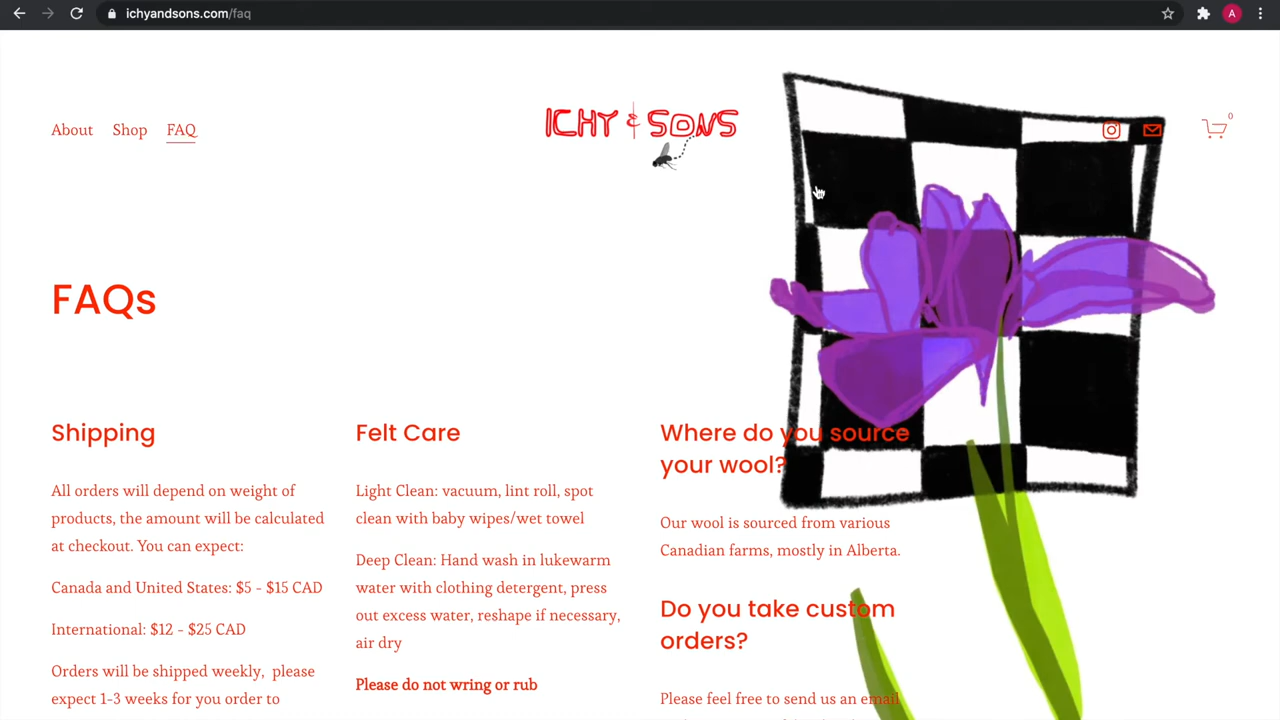 ichyandsons.com/faq
A
About Shop FAQ
ICHY & SONS
0
FAQs
Shipping
All orders will depend on weight of
products, the amount will be calculated
at checkout. You can expect:
Canada and United States: $5 - $15 CAD
International: $12 - $25 CAD
Orders will be shipped weekly, please
expect 1-3 weeks for you order to
Felt Care
Light Clean: vacuum, lint roll, spot
clean with baby wipes/wet towel
Deep Clean: Hand wash in lukewarm
water with clothing detergent, press
out excess water, reshape if necessary,
air dry
Please do not wring or rub
Where do you source
your wool?
Our wool is sourced from various
Canadian farms, mostly in Alberta.
Do you take custom
orders?
Please feel free to send us an email